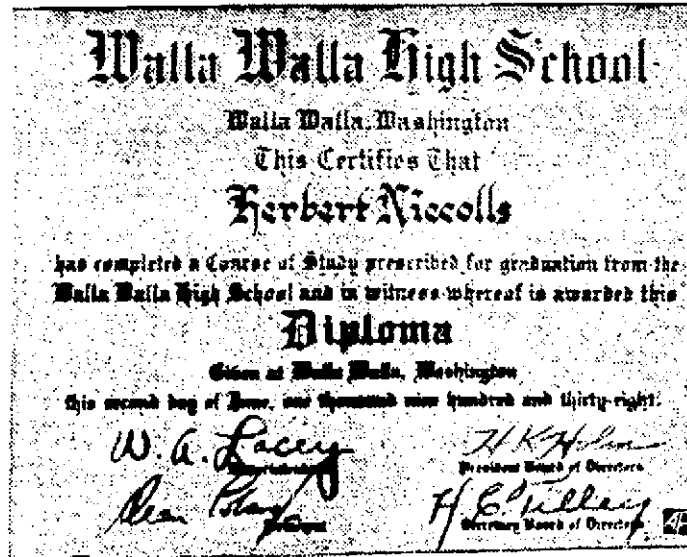 Walla Walla High School
Walla Walla, Washington
This Certifies That
Herbert Niccolls
has completed a Course of Study prescribed for graduation from the
Walla Walla High School and in witness whereof is awarded this
Diploma
Given at Walla Walla, Washington
this second day of June, one thousand nine hundred and thirty-eight.
W. A. Lacey
President Board of Directors
H. C. Tilley
Secretary Board of Directors
AP